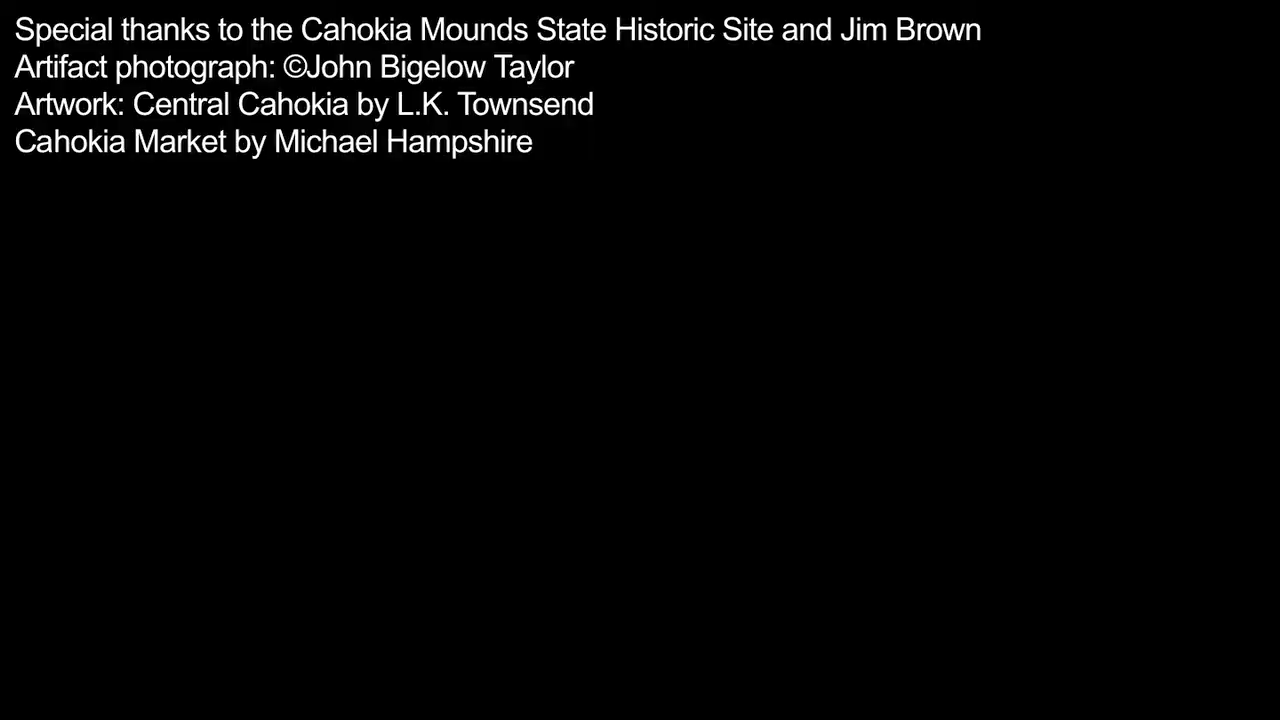 Special thanks to the Cahokia Mounds State Historic Site and Jim Brown
Artifact photograph: ©John Bigelow Taylor
Artwork: Central Cahokia by L.K. Townsend
Cahokia Market by Michael Hampshire